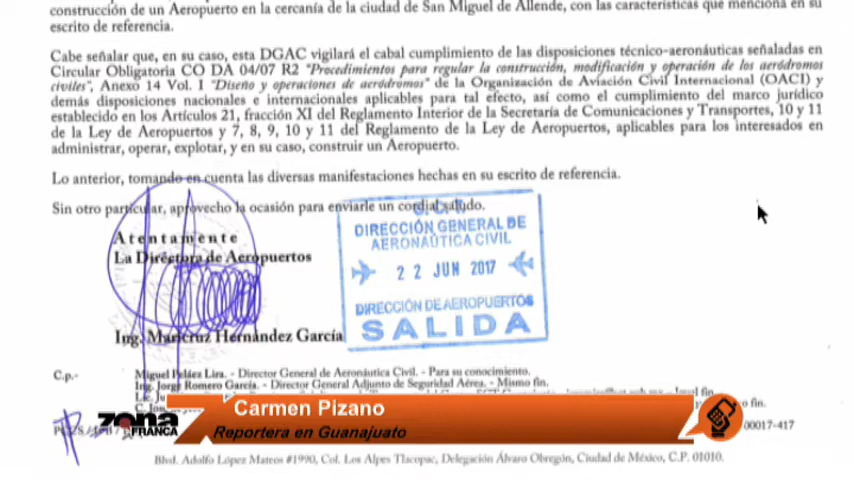 construcción de un Aeropuerto en la cercanía de la ciudad de San Miguel de Allende, con las características que menciona en su
escrito de referencia.
Cabe señalar que, en su caso, esta DGAC vigilará el cabal cumplimiento de las disposiciones técnico-aeronáuticas señaladas en
Circular Obligatoria CO DA 04/07 R2 "Procedimientos para regular la construcción, modificación y operación de los aeródromos
civiles", Anexo 14 Vol. I "Diseño y operaciones de aeródromos" de la Organización de Aviación Civil Internacional (OACI) y
demás disposiciones nacionales e internacionales aplicables para tal efecto, así como el cumplimiento del marco jurídico
establecido en los Artículos 21, fracción XI del Reglamento Interior de la Secretaría de Comunicaciones y Transportes, 10 y 11
de la Ley de Aeropuertos y 7, 8, 9, 10 y 11 del Reglamento de la Ley de Aeropuertos, aplicables para los interesados en
administrar, operar, explotar, y en su caso, construir un Aeropuerto.
Lo anterior, tomando en cuenta las diversas manifestaciones hechas en su escrito de referencia.
Sin otro particular, aprovecho la ocasión para enviarle un cordial saludo.
Atentamente
La Directora de Aeropuertos
Ing. Maricruz Hernández García
DIRECCIÓN GENERAL DE
AERONAÚTICA CIVIL
22 JUN 2017
DIRECCIÓN DE AEROPUERTOS
SALIDA
C.p.-
Miguel Peláez Lira. - Director General de Aeronáutica Civil. - Para su conocimiento.
Ing. Jorge Romero García. - Director General Adjunto de Seguridad Aérea. - Mismo fin.
Lic. Ju
fin.
o fin.
Carmen Pizano
Reportera en Guanajuato
zona
FRANCA
00017-417
Blvd. Adolfo López Mateos #1990, Col. Los Alpes Tlacopac, Delegación Álvaro Obregón, Ciudad de México, C.P. 01010.